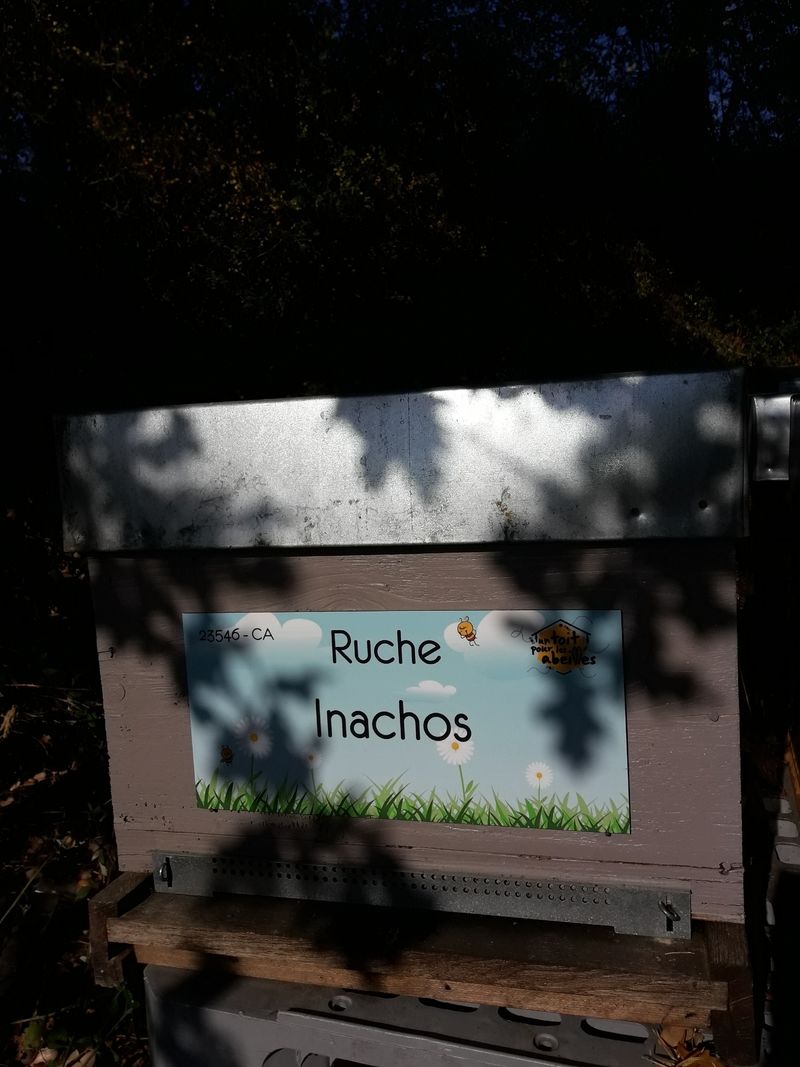 23546 - CA
Ruche
Inachos
un toit
pour les
abeilles